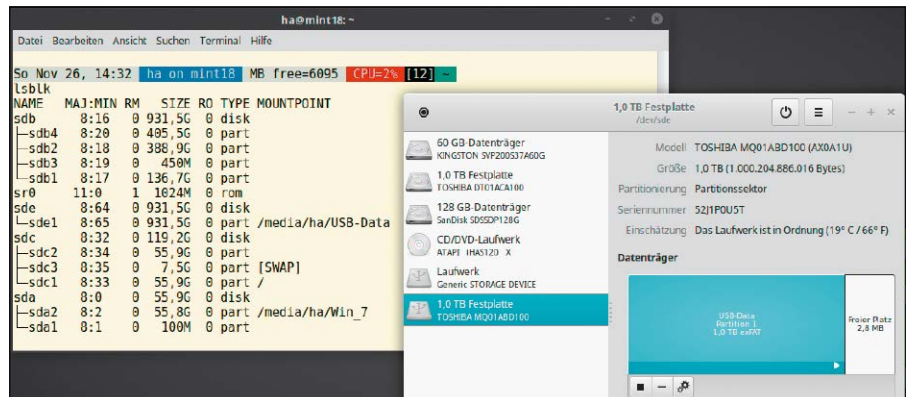 ha@mint18: ~
Datei Bearbeiten Ansicht Suchen Terminal Hilfe
So Nov 26, 14:32 ha on mint18 MB free=6095 CPU=2% [12] ~
lsblk
NAME MAJ:MIN RM SIZE RO TYPE MOUNTPOINT
sdb 8:16 0 931,5G 0 disk
├─sdb4 8:20 0 405,5G 0 part
├─sdb2 8:18 0 388,9G 0 part
├─sdb3 8:19 0 450M 0 part
└─sdb1 8:17 0 136,7G 0 part
sr0 11:0 1 1024M 0 rom
sde 8:64 0 931,5G 0 disk
└─sde1 8:65 0 931,5G 0 part /media/ha/USB-Data
sdc 8:32 0 119,2G 0 disk
├─sdc2 8:34 0 55,9G 0 part
├─sdc3 8:35 0 7,5G 0 part [SWAP]
└─sdc1 8:33 0 55,9G 0 part /
sda 8:0 0 55,9G 0 disk
├─sda2 8:2 0 55,8G 0 part /media/ha/Win_7
└─sda1 8:1 0 100M 0 part
1,0 TB Festplatte
/dev/sde
60 GB-Datenträger
KINGSTON SVP200S37A60G
1,0 TB Festplatte
TOSHIBA DT01ACA100
128 GB-Datenträger
SanDisk SDSSDP128G
CD/DVD-Laufwerk
ATAPI iHAS120 X
Laufwerk
Generic STORAGE DEVICE
1,0 TB Festplatte
TOSHIBA MQ01ABD100
Modell TOSHIBA MQ01ABD100 (AX0A1U)
Größe 1,0 TB (1.000.204.886.016 Bytes)
Partitionierung Partitionssektor
Seriennummer 52J1P0U5T
Einschätzung Das Laufwerk ist in Ordnung (19° C / 66° F)
Datenträger
USB-Data
Partition 1
1,0 TB exFAT
Freier Platz
2,8 MB